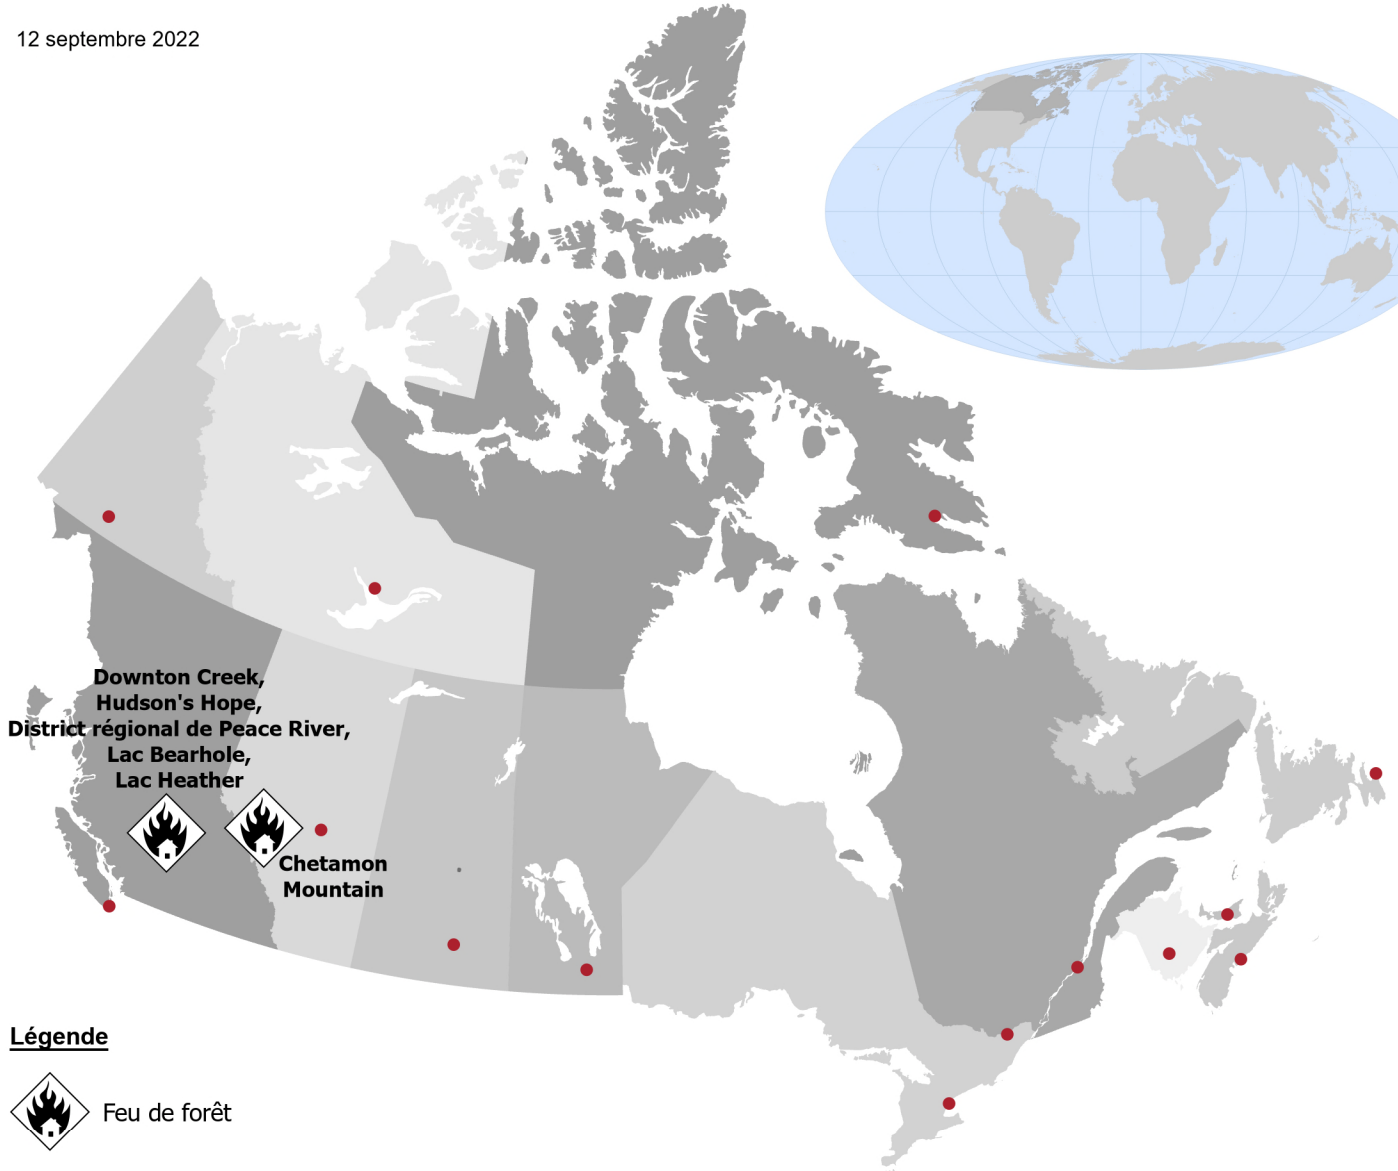 12 septembre 2022
Downton Creek,
Hudson's Hope,
District régional de Peace River,
Lac Bearhole,
Lac Heather
Chetamon
Mountain
Légende
Feu de forêt